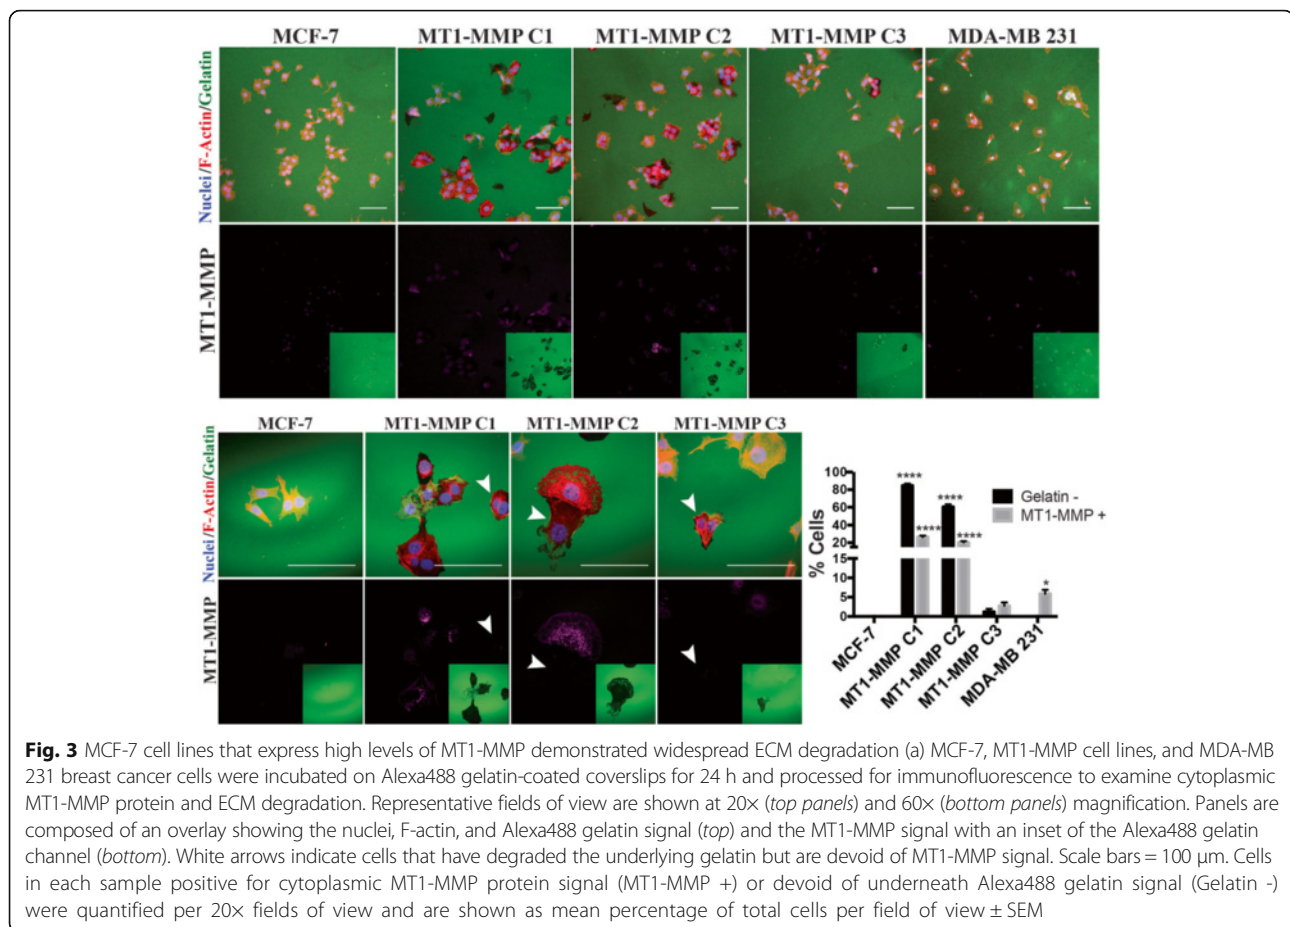 MCF-7 MT1-MMP C1 MT1-MMP C2 MT1-MMP C3 MDA-MB 231
Nuclei/F-Actin/Gelatin
MT1-MMP
MCF-7 MT1-MMP C1 MT1-MMP C2 MT1-MMP C3
Nuclei/F-Actin/Gelatin
MT1-MMP
% Cells
100
80
60
40
20
15
10
5
0
**** **** **** **** *
Gelatin -
MT1-MMP +
MCF-7
MT1-MMP C1
MT1-MMP C2
MT1-MMP C3
MDA-MB 231
Fig. 3 MCF-7 cell lines that express high levels of MT1-MMP demonstrated widespread ECM degradation (a) MCF-7, MT1-MMP cell lines, and MDA-MB
231 breast cancer cells were incubated on Alexa488 gelatin-coated coverslips for 24 h and processed for immunofluorescence to examine cytoplasmic
MT1-MMP protein and ECM degradation. Representative fields of view are shown at 20× (top panels) and 60× (bottom panels) magnification. Panels are
composed of an overlay showing the nuclei, F-actin, and Alexa488 gelatin signal (top) and the MT1-MMP signal with an inset of the Alexa488 gelatin
channel (bottom). White arrows indicate cells that have degraded the underlying gelatin but are devoid of MT1-MMP signal. Scale bars = 100 μm. Cells
in each sample positive for cytoplasmic MT1-MMP protein signal (MT1-MMP +) or devoid of underneath Alexa488 gelatin signal (Gelatin -)
were quantified per 20× fields of view and are shown as mean percentage of total cells per field of view ± SEM